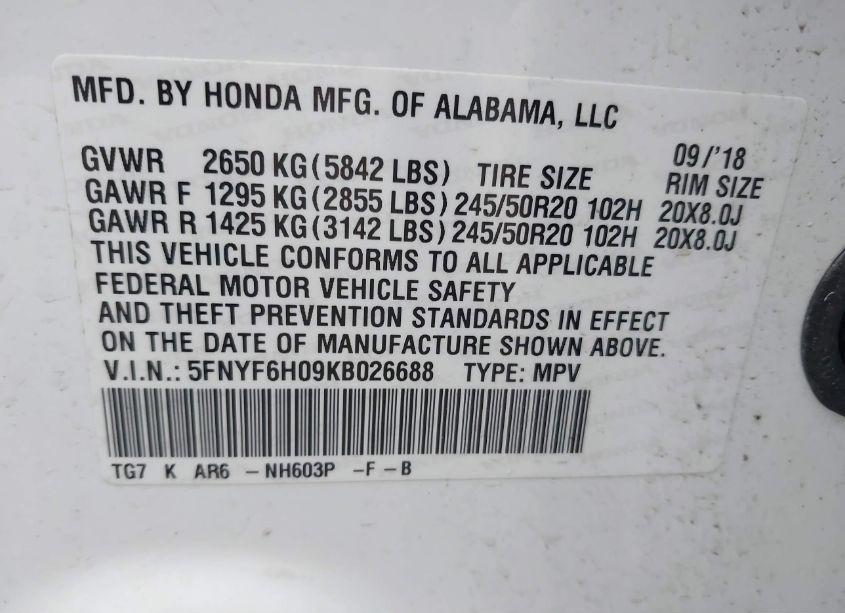 MFD. BY HONDA MFG. OF ALABAMA, LLC
09/'18
GVWR 2650 KG(5842 LBS) TIRE SIZE RIM SIZE
GAWR F 1295 KG(2855 LBS) 245/50R20 102H 20X8.0J
GAWR R 1425 KG(3142 LBS) 245/50R20 102H 20X8.0J
THIS VEHICLE CONFORMS TO ALL APPLICABLE
FEDERAL MOTOR VEHICLE SAFETY
AND THEFT PREVENTION STANDARDS IN EFFECT
ON THE DATE OF MANUFACTURE SHOWN ABOVE.
V.I.N.: 5FNYF6H09KB026688 TYPE: MPV
TG7 K AR6 -NH603P -F-B